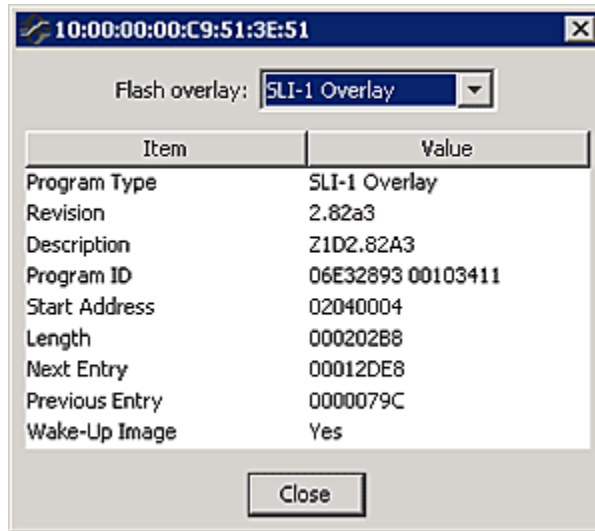 10:00:00:00:C9:51:3E:51
Flash overlay: SLI-1 Overlay
Item Value
Program Type SLI-1 Overlay
Revision 2.82a3
Description Z1D2.82A3
Program ID 06E32893 00103411
Start Address 02040004
Length 000202B8
Next Entry 00012DE8
Previous Entry 0000079C
Wake-Up Image Yes
Close